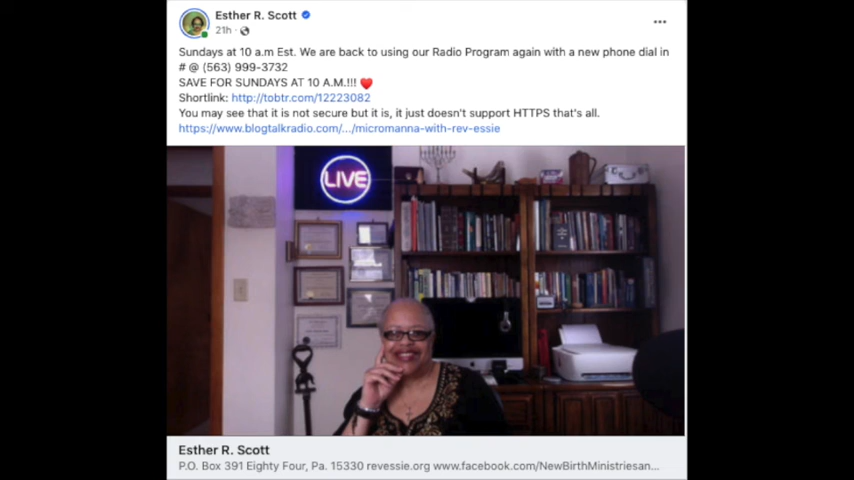 Esther R. Scott
21h ·
Sundays at 10 a.m Est. We are back to using our Radio Program again with a new phone dial in
# @ (563) 999-3732
SAVE FOR SUNDAYS AT 10 A.M.!!! ❤️
Shortlink: http://tobtr.com/12223082
You may see that it is not secure but it is, it just doesn't support HTTPS that's all.
https://www.blogtalkradio.com/.../micromanna-with-rev-essie
LIVE
Esther R. Scott
P.O. Box 391 Eighty Four, Pa. 15330 revessie.org www.facebook.com/NewBirthMinistriesan...